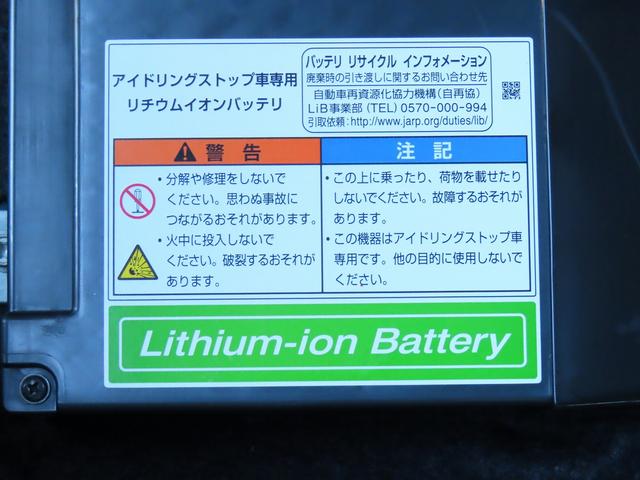 アイドリングストップ車専用
リチウムイオンバッテリ
バッテリ リサイクル インフォメーション
廃棄時の引き渡しに関するお問い合わせ先
自動車再資源化協力機構(自再協)
LiB事業部 (TEL) 0570-000-994
引取依頼:http://www.jarp.org/duties/lib/
警告
・分解や修理をしないで
ください。思わぬ事故に
つながるおそれがあります。
・火中に投入しないで
ください。破裂するおそれが
あります。
注記
・この上に乗ったり、荷物を載せたり
しないでください。故障するおそれが
あります。
・この機器はアイドリングストップ車
専用です。他の目的に使用しないで
ください。
Lithium-ion Battery